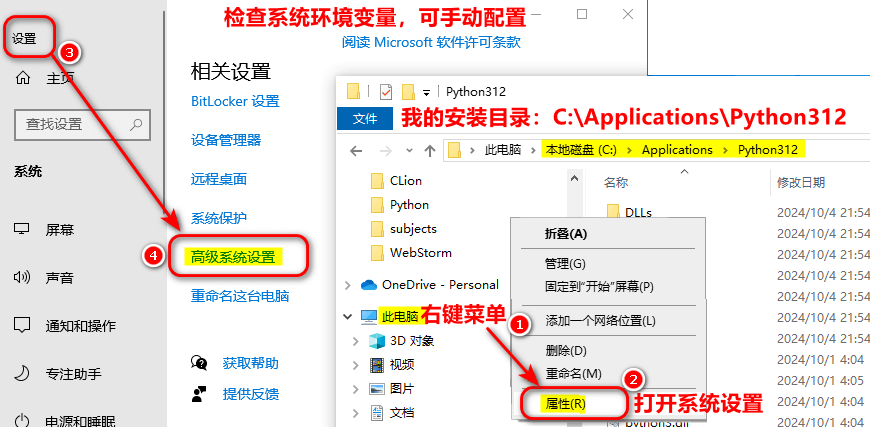 检查系统环境变量，可手动配置
设置
3
阅读 Microsoft 软件许可条款
主页
相关设置
BitLocker 设置
查找设置
设备管理器
系统
远程桌面
屏幕
系统保护
4
高级系统设置
声音
重命名这台电脑
通知和操作
专注助手
获取帮助
提供反馈
电源和睡眠
Python312
文件
我的安装目录：C:\Applications\Python312
此电脑
本地磁盘 (C:)
Applications
Python312
CLion
Python
subjects
WebStorm
OneDrive - Personal
此电脑
右键菜单
1
3D 对象
视频
图片
文档
名称
修改日期
DLLs
2024/10/4 21:54
2024/10/4 21:54
2024/10/4 21:54
2024/10/4 21:54
2024/10/4 21:54
2024/10/4 21:54
2024/10/4 21:54
2024/10/1 4:04
2024/10/1 4:05
2024/10/1 4:04
2024/10/1 4:04
折叠(A)
管理(G)
固定到"开始"屏幕(P)
添加一个网络位置(L)
删除(D)
重命名(M)
2
属性(R)
打开系统设置
python3.dll